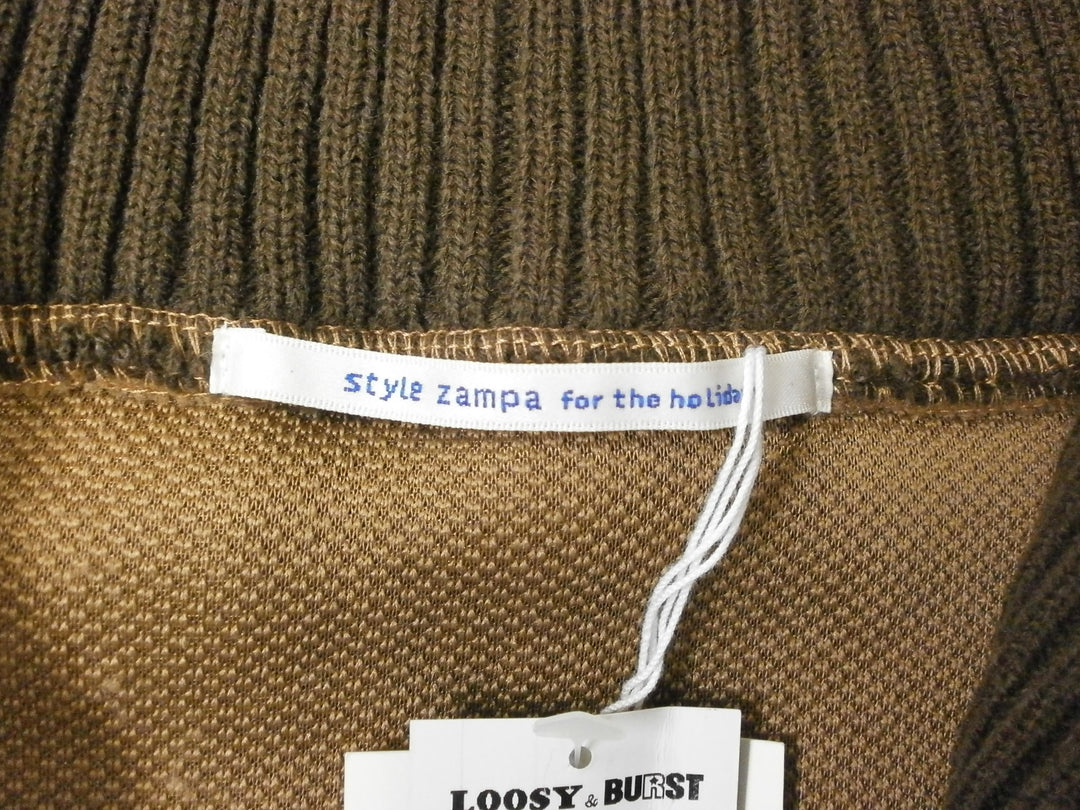 style zampa for the holida
LOOSY & BURST